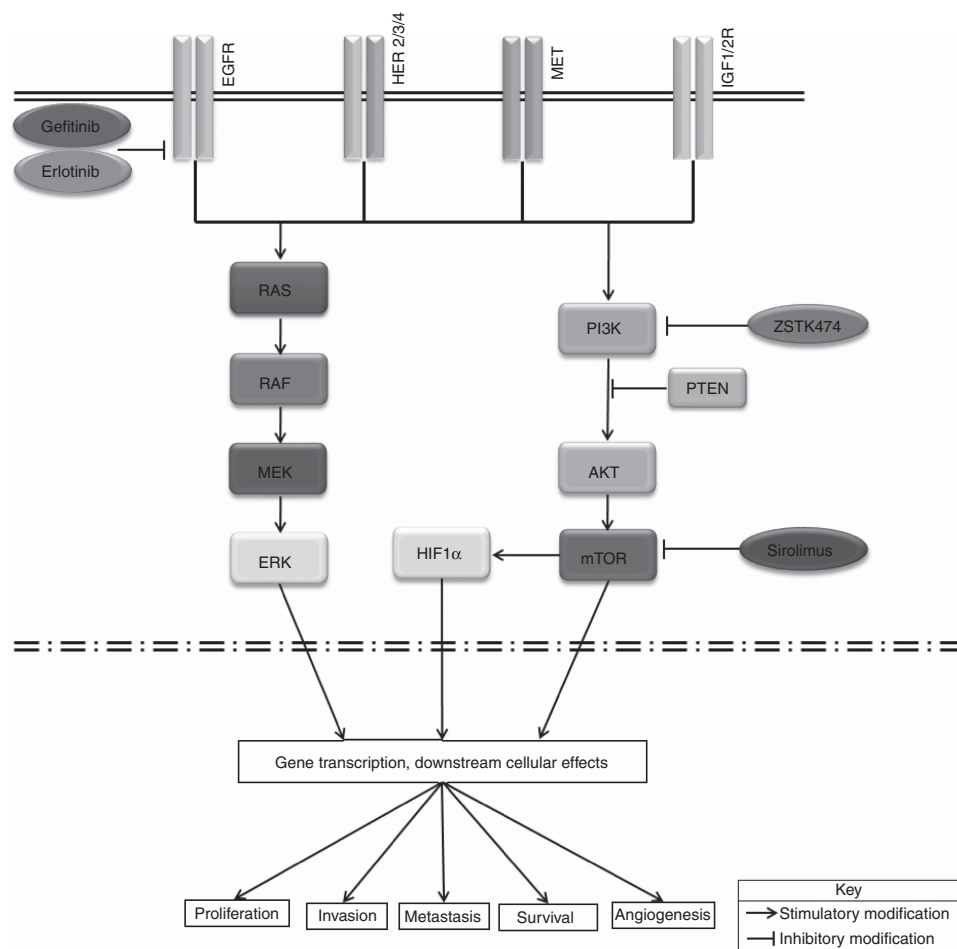 EGFR
HER 2/3/4
MET
IGF1/2R
Gefitinib
Erlotinib
RAS
PI3K
ZSTK474
RAF
PTEN
MEK
AKT
ERK
HIF1α
mTOR
Sirolimus
Gene transcription, downstream cellular effects
Proliferation
Invasion
Metastasis
Survival
Angiogenesis
Key
Stimulatory modification
Inhibitory modification